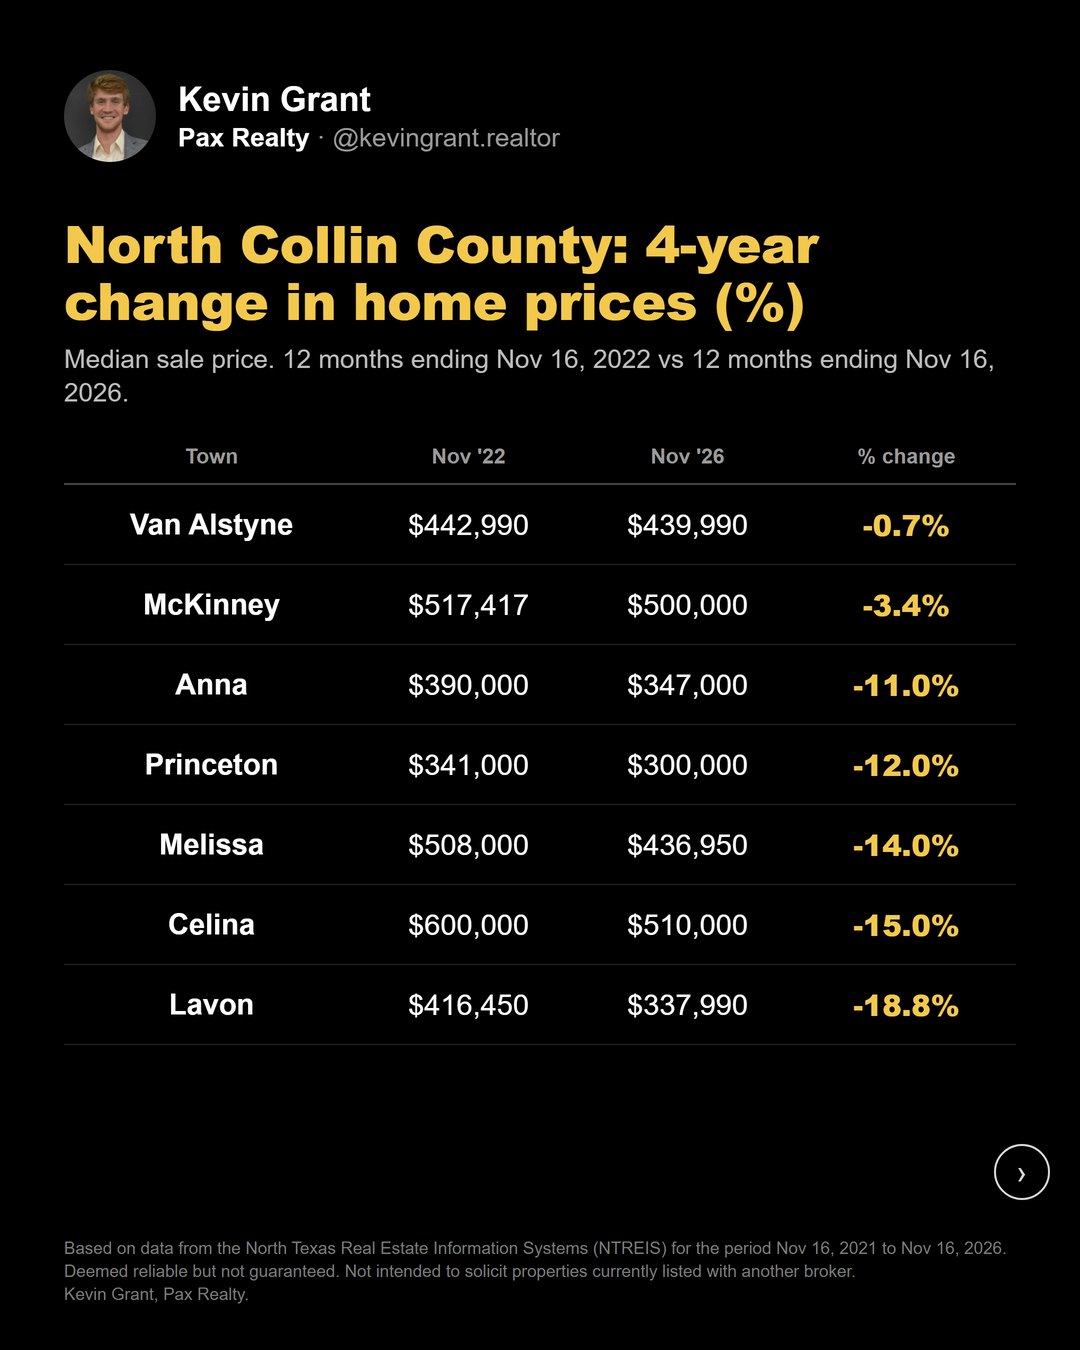 Kevin Grant
Pax Realty · @kevingrant.realtor
North Collin County: 4-year
change in home prices (%)
Median sale price. 12 months ending Nov 16, 2022 vs 12 months ending Nov 16,
2026.
Town Nov '22 Nov '26 % change
Van Alstyne $442,990 $439,990 -0.7%
McKinney $517,417 $500,000 -3.4%
Anna $390,000 $347,000 -11.0%
Princeton $341,000 $300,000 -12.0%
Melissa $508,000 $436,950 -14.0%
Celina $600,000 $510,000 -15.0%
Lavon $416,450 $337,990 -18.8%
›
Based on data from the North Texas Real Estate Information Systems (NTREIS) for the period Nov 16, 2021 to Nov 16, 2026.
Deemed reliable but not guaranteed. Not intended to solicit properties currently listed with another broker.
Kevin Grant, Pax Realty.